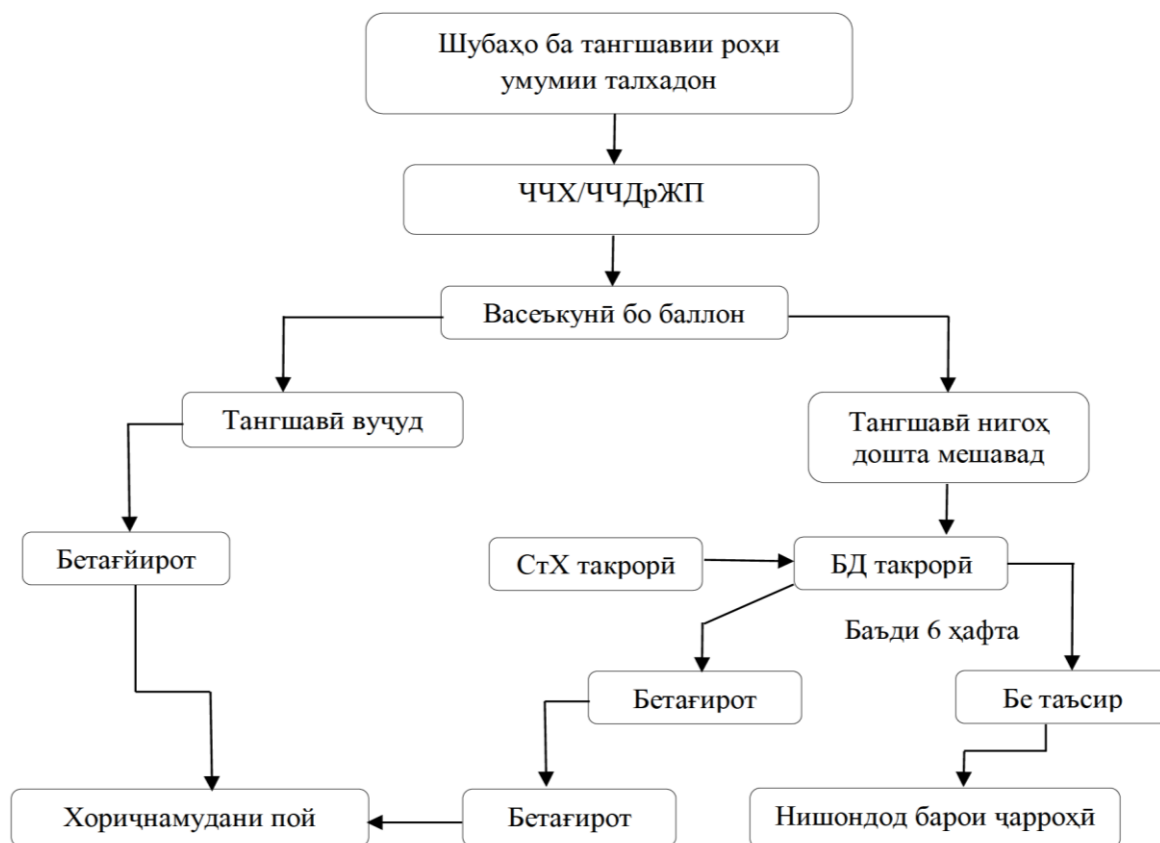 Шубаҳо ба тангшавии роҳи
умумии талхадон
ЧЧХ/ЧЧДрЖП
Васеъкунӣ бо баллон
Тангшавӣ вуҷуд
Тангшавӣ нигоҳ
дошта мешавад
Бетағйирот
СтХ такрорӣ
БД такрорӣ
Баъди 6 ҳафта
Бетағирот
Бе таъсир
Хориҷнамудани пой
Бетағирот
Нишондод барои ҷарроҳӣ